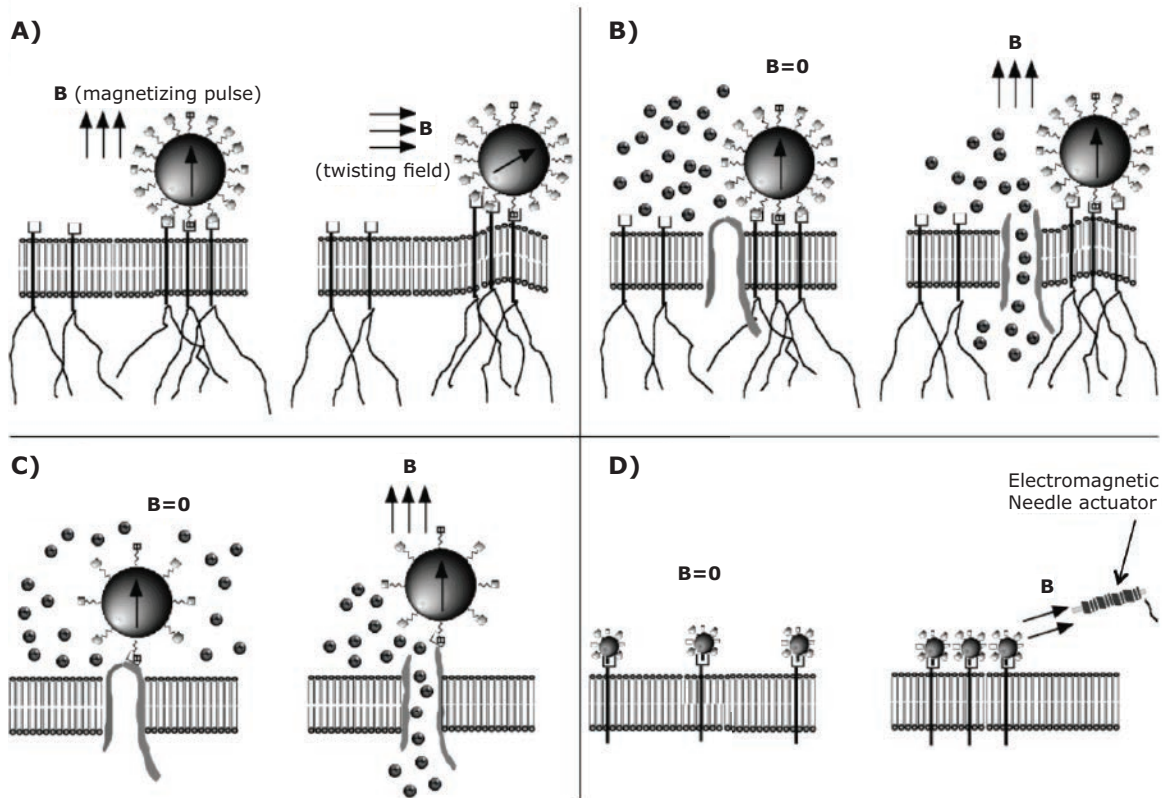 A)
B (magnetizing pulse)
B
(twisting field)
B)
B=0
B
C)
B=0
B
D)
B=0
B
Electromagnetic
Needle actuator